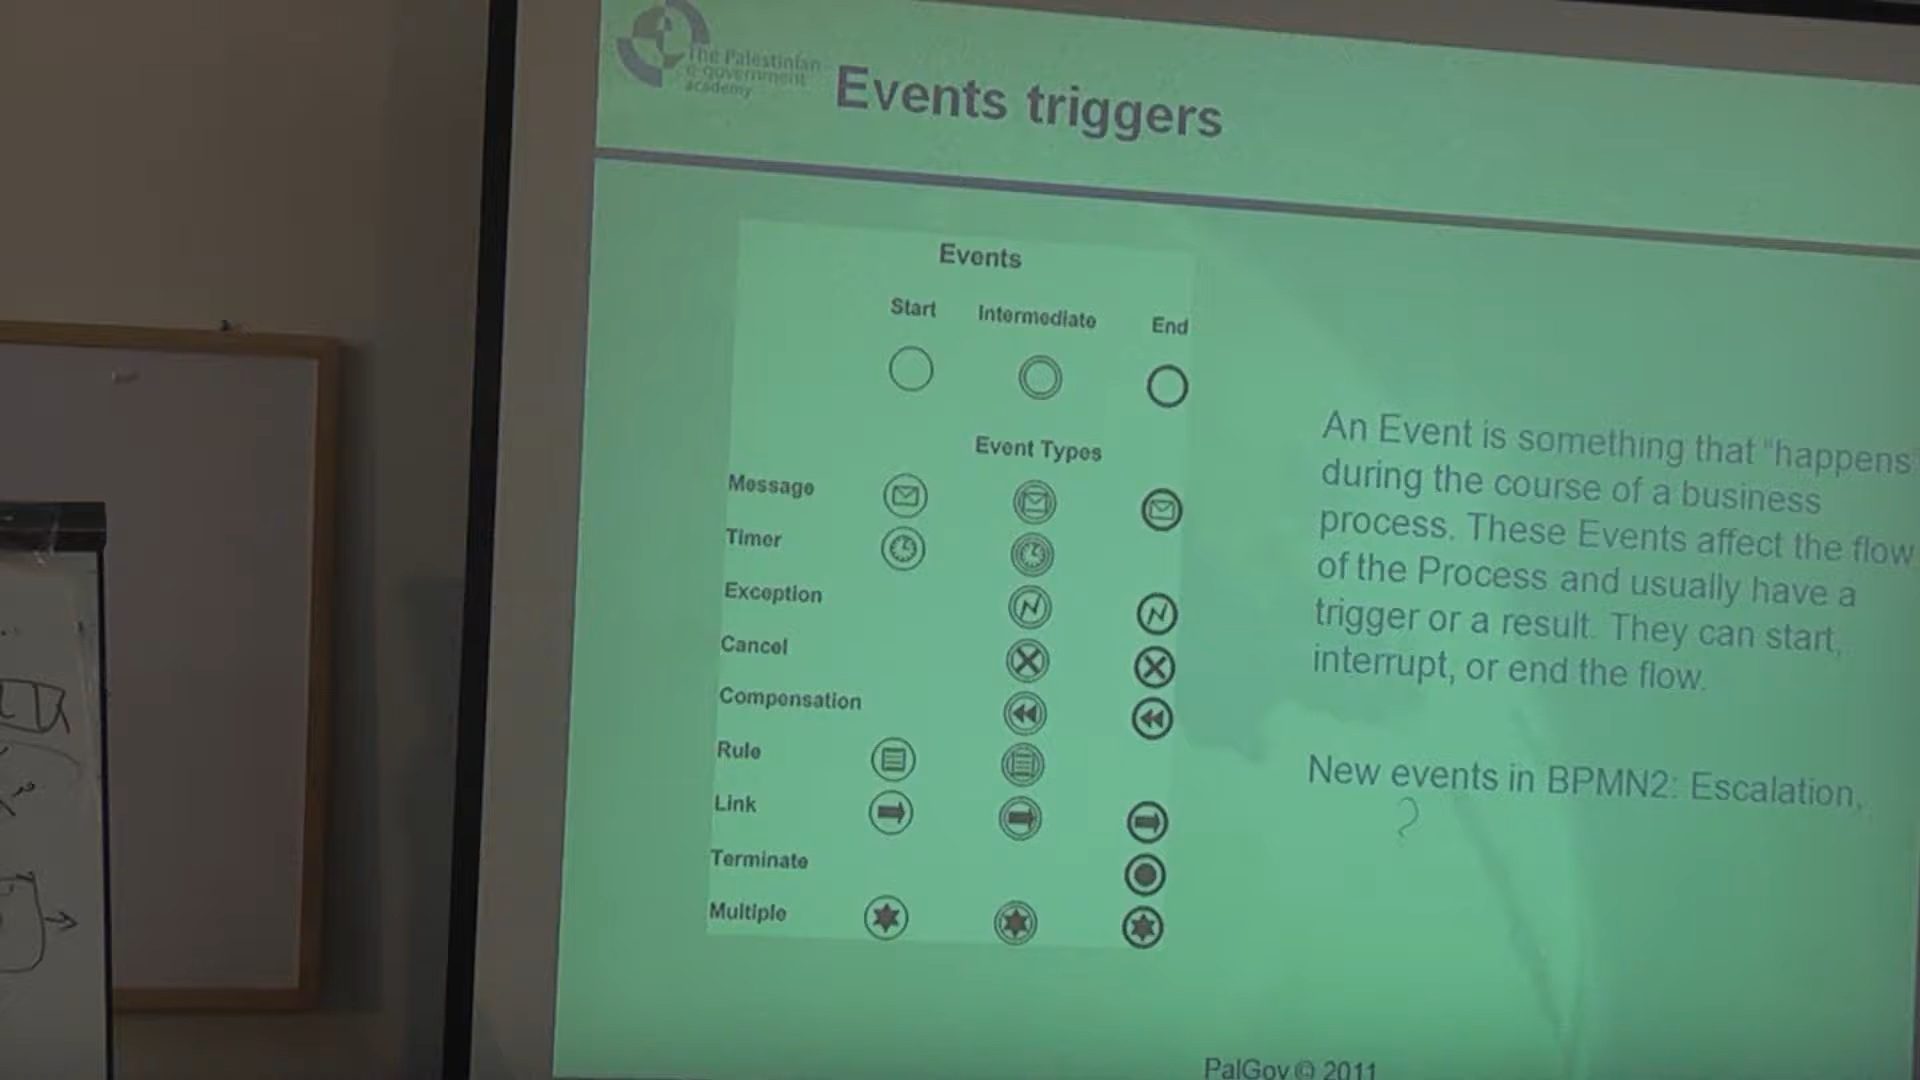 The Palestinian
e-government
academy
Events triggers
Events
Start Intermediate End
Event Types
Message
Timer
Exception
Cancel
Compensation
Rule
Link
Terminate
Multiple
An Event is something that "happens"
during the course of a business
process. These Events affect the flow
of the Process and usually have a
trigger or a result. They can start,
interrupt, or end the flow.
New events in BPMN2: Escalation,
?
PalGov © 2011